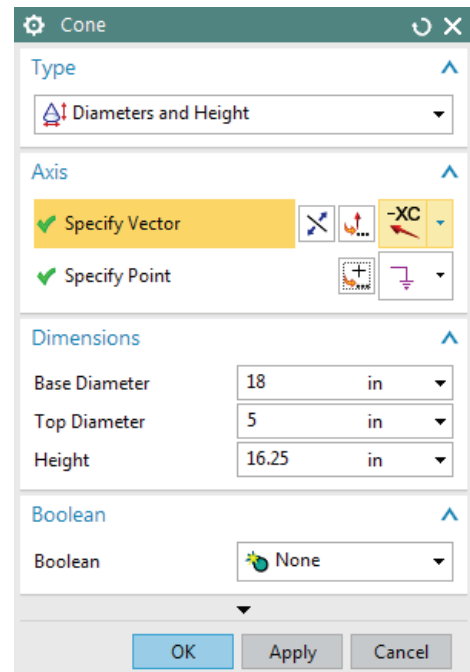 Cone
Type
Diameters and Height
Axis
Specify Vector
-XC
Specify Point
Dimensions
Base Diameter 18 in
Top Diameter 5 in
Height 16.25 in
Boolean
Boolean None
OK Apply Cancel